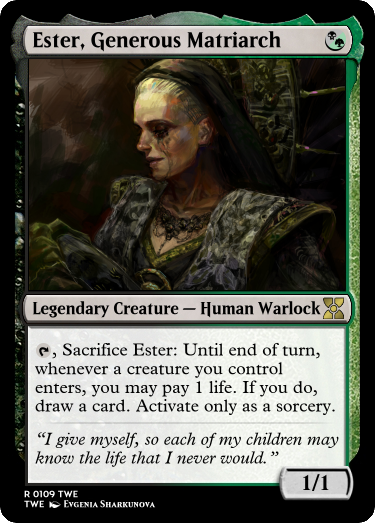 Ester, Generous Matriarch
Legendary Creature — Human Warlock
, Sacrifice Ester: Until end of turn,
whenever a creature you control
enters, you may pay 1 life. If you do,
draw a card. Activate only as a sorcery.
“I give myself, so each of my children may
know the life that I never would.”
1/1
R 0109 TWE
TWE Evgenia Sharkunova